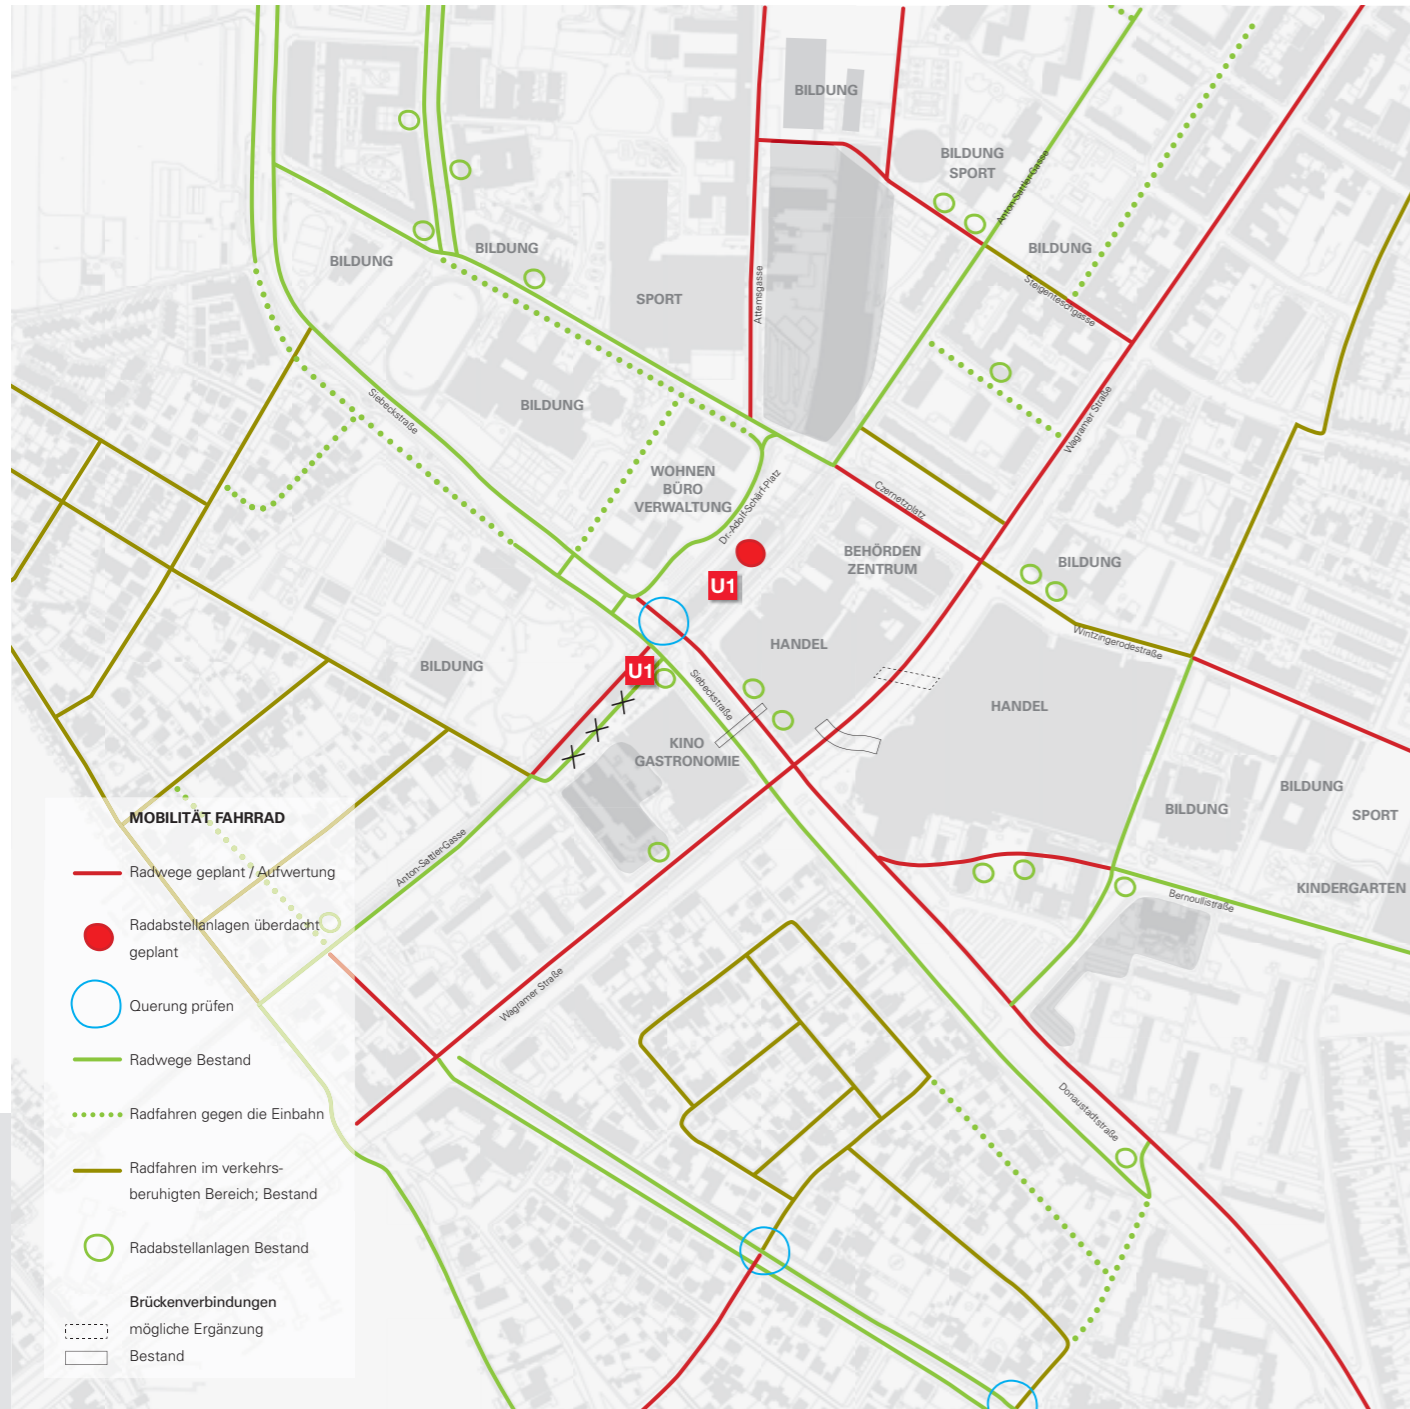 BILDUNG
BILDUNG
SPORT
Anton-Sattler-Gasse
BILDUNG
BILDUNG
BILDUNG
SPORT
Attemsgasse
Steigenteschgasse
Siebeckstraße
BILDUNG
Wagramer Straße
WOHNEN
BÜRO
VERWALTUNG
Dr.-Adolf-Schärf-Platz
Czernetzplatz
BEHÖRDEN
ZENTRUM
BILDUNG
U1
HANDEL
Wintzingerodestraße
BILDUNG
U1
Siebeckstraße
HANDEL
KINO
GASTRONOMIE
BILDUNG
BILDUNG
SPORT
KINDERGARTEN
Bernoullistraße
Anton-Sattler-Gasse
Wagramer Straße
Donaustadtstraße
MOBILITÄT FAHRRAD
Radwege geplant / Aufwertung
Radabstellanlagen überdacht
geplant
Querung prüfen
Radwege Bestand
Radfahren gegen die Einbahn
Radfahren im verkehrs-
beruhigten Bereich; Bestand
Radabstellanlagen Bestand
Brückenverbindungen
mögliche Ergänzung
Bestand